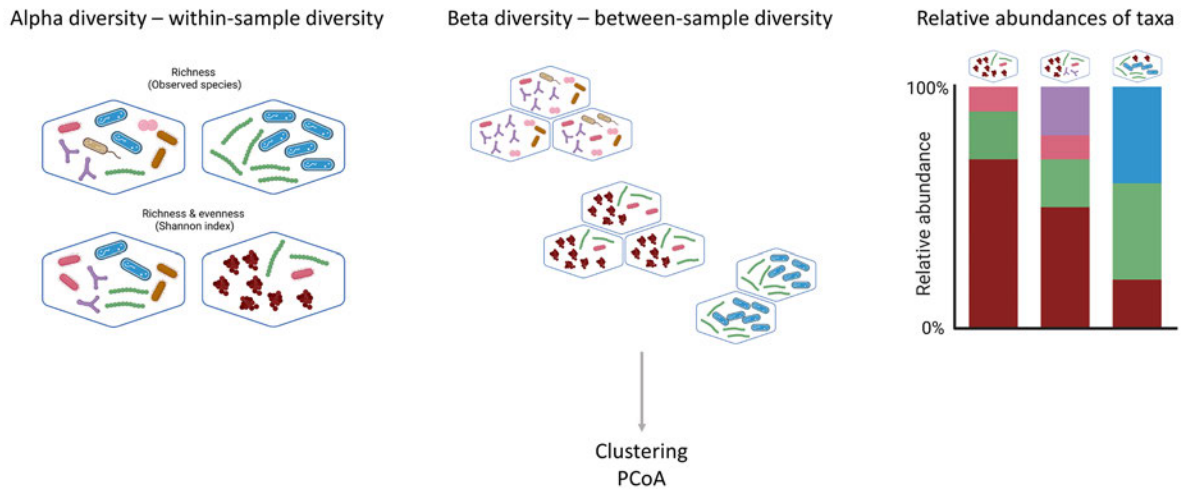 Alpha diversity – within-sample diversity
Richness
(Observed species)
Richness & evenness
(Shannon index)
Beta diversity – between-sample diversity
Clustering
PCoA
Relative abundances of taxa
100%
Relative abundance
0%